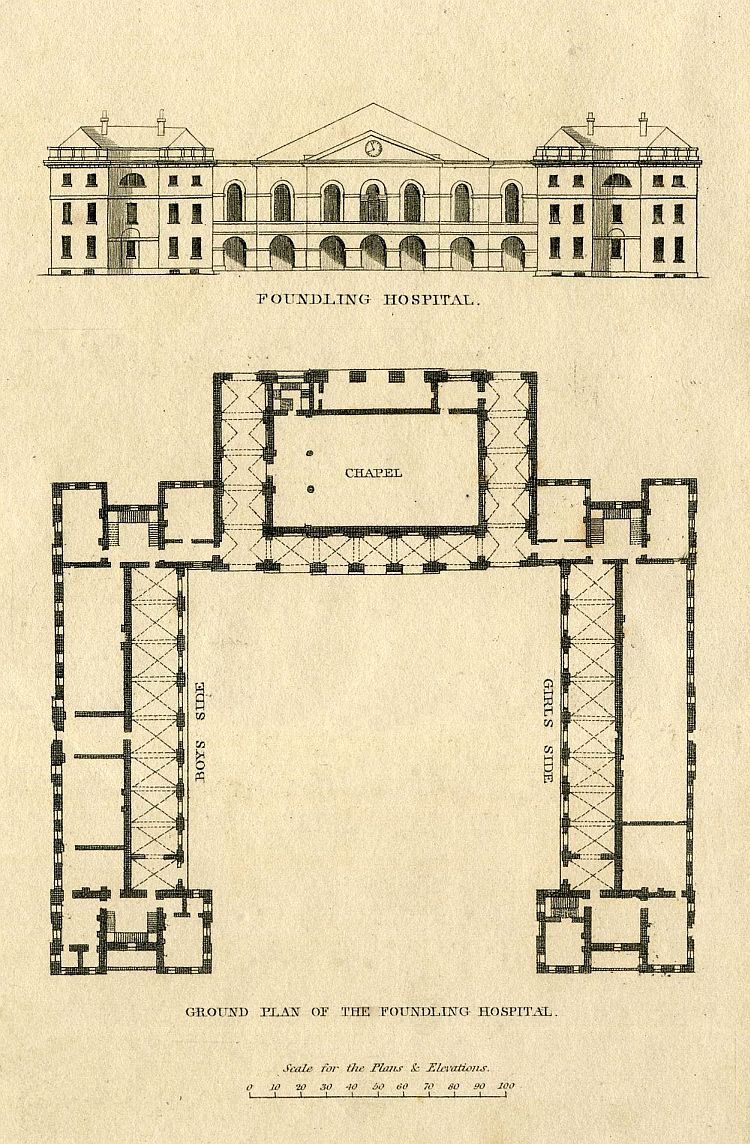 FOUNDLING HOSPITAL.
CHAPEL
BOYS SIDE
GIRLS SIDE
GROUND PLAN OF THE FOUNDLING HOSPITAL.
Scale for the Plans & Elevations.
0 10 20 30 40 50 60 70 80 90 100